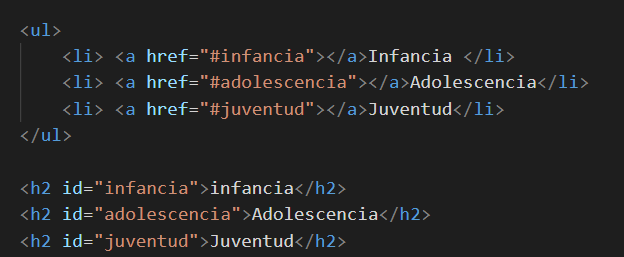 <ul>
<li> <a href="#infancia"></a>Infancia </li>
<li> <a href="#adolescencia"></a>Adolescencia</li>
<li> <a href="#juventud"></a>Juventud</li>
</ul>
<h2 id="infancia">infancia</h2>
<h2 id="adolescencia">Adolescencia</h2>
<h2 id="juventud">Juventud</h2>